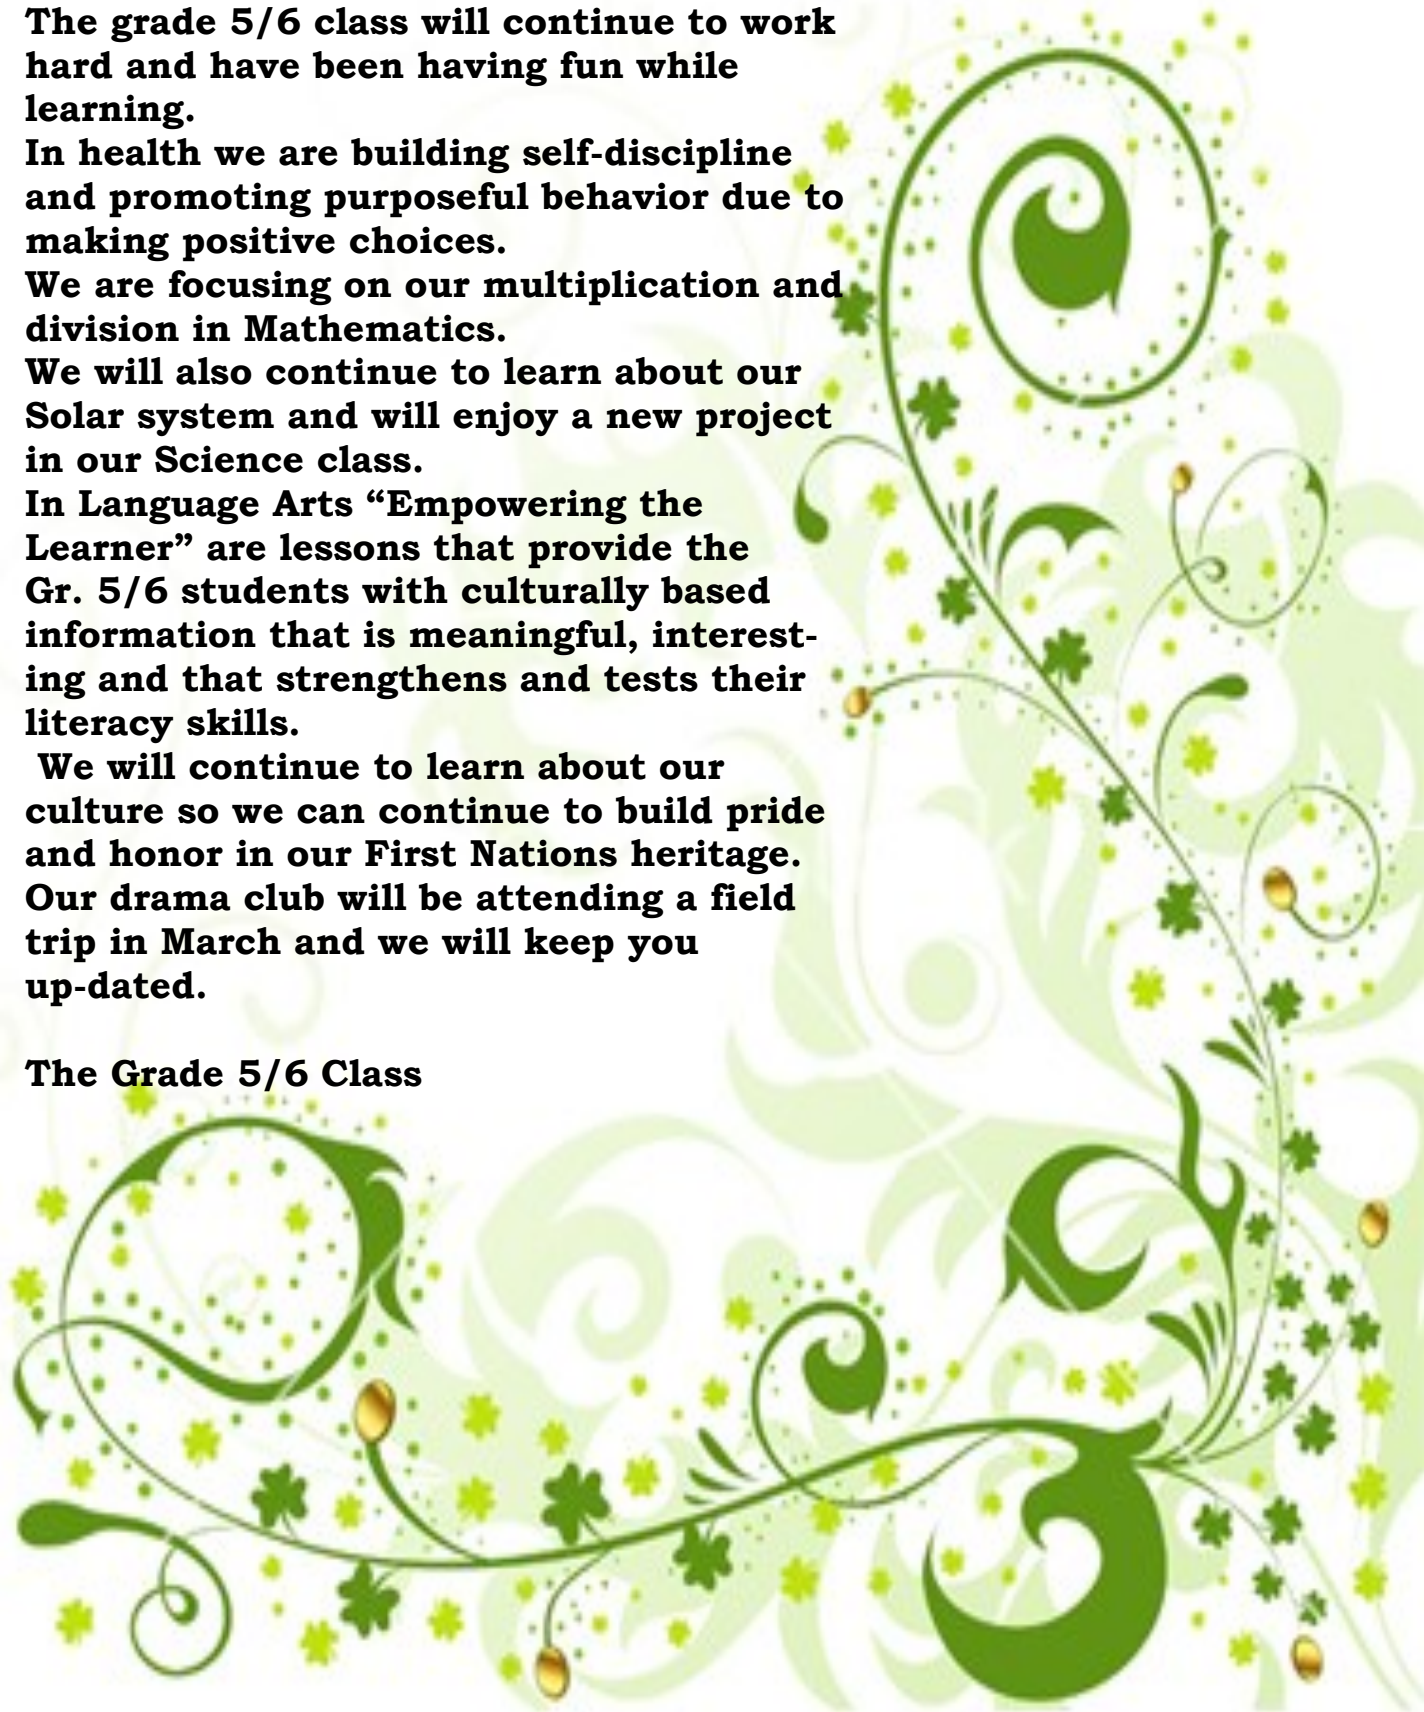 The grade 5/6 class will continue to work
hard and have been having fun while
learning.
In health we are building self-discipline
and promoting purposeful behavior due to
making positive choices.
We are focusing on our multiplication and
division in Mathematics.
We will also continue to learn about our
Solar system and will enjoy a new project
in our Science class.
In Language Arts “Empowering the
Learner” are lessons that provide the
Gr. 5/6 students with culturally based
information that is meaningful, interest-
ing and that strengthens and tests their
literacy skills.
We will continue to learn about our
culture so we can continue to build pride
and honor in our First Nations heritage.
Our drama club will be attending a field
trip in March and we will keep you
up-dated.

The Grade 5/6 Class